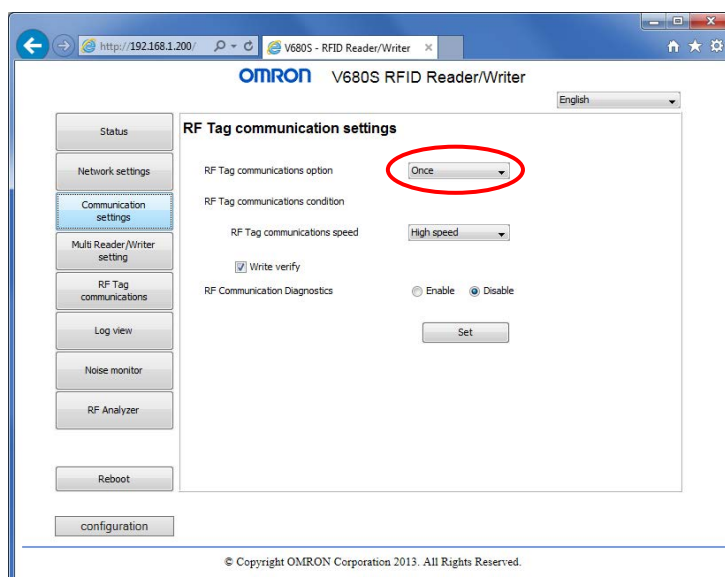 http://192.168.1.200/
V680S - RFID Reader/Writer
OMRON V680S RFID Reader/Writer
English
Status
Network settings
Communication
settings
Multi Reader/Writer
setting
RF Tag
communications
Log view
Noise monitor
RF Analyzer
Reboot
configuration
RF Tag communication settings
RF Tag communications option
Once
RF Tag communications condition
RF Tag communications speed
High speed
Write verify
RF Communication Diagnostics
Enable
Disable
Set
© Copyright OMRON Corporation 2013. All Rights Reserved.